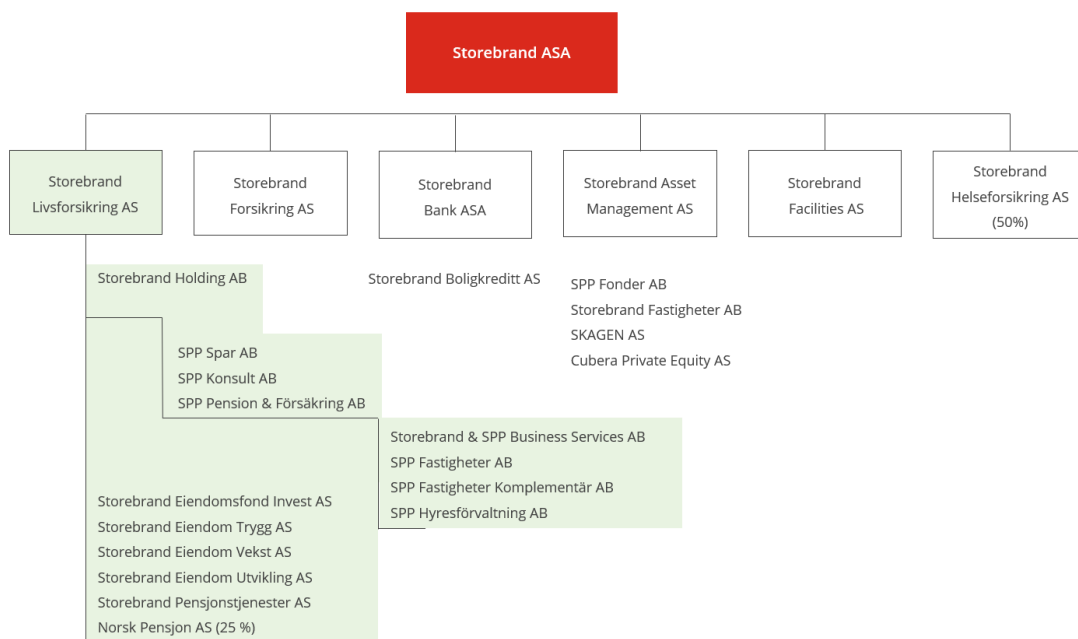 Storebrand ASA
Storebrand
Livsforsikring AS
Storebrand
Forsikring AS
Storebrand
Bank ASA
Storebrand Asset
Management AS
Storebrand
Facilities AS
Storebrand
Helseforsikring AS
(50%)
Storebrand Holding AB
SPP Spar AB
SPP Konsult AB
SPP Pension & Försäkring AB
Storebrand & SPP Business Services AB
SPP Fastigheter AB
SPP Fastigheter Komplementär AB
SPP Hyresförvaltning AB
Storebrand Eiendomsfond Invest AS
Storebrand Eiendom Trygg AS
Storebrand Eiendom Vekst AS
Storebrand Eiendom Utvikling AS
Storebrand Pensjonstjenester AS
Norsk Pensjon AS (25 %)
Storebrand Boligkreditt AS
SPP Fonder AB
Storebrand Fastigheter AB
SKAGEN AS
Cubera Private Equity AS